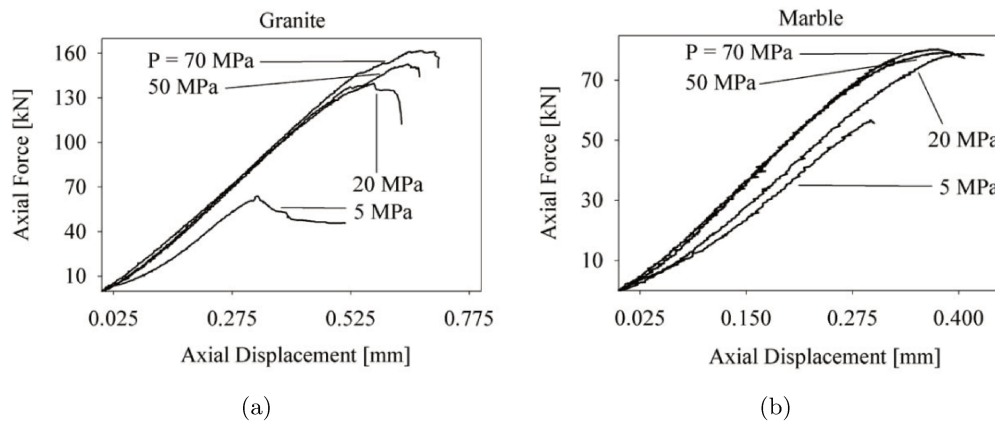 Granite
Axial Force [kN]
160
130
100
70
40
10
P = 70 MPa
50 MPa
20 MPa
5 MPa
0.025 0.275 0.525 0.775
Axial Displacement [mm]
(a)
Marble
Axial Force [kN]
70
50
30
10
P = 70 MPa
50 MPa
20 MPa
5 MPa
0.025 0.150 0.275 0.400
Axial Displacement [mm]
(b)